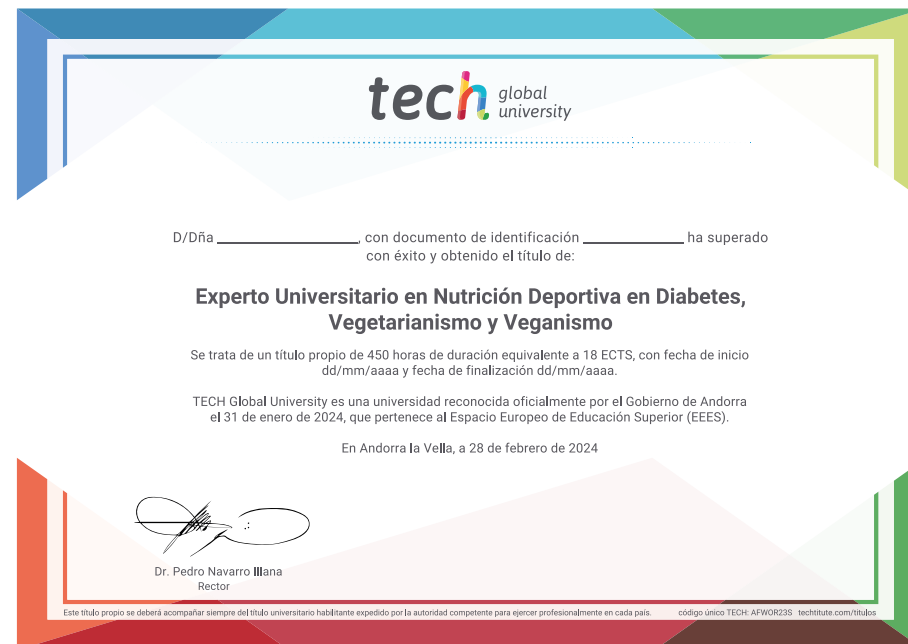 tech global university
D/Dña ____________________, con documento de identificación ______________ ha superado
con éxito y obtenido el título de:
Experto Universitario en Nutrición Deportiva en Diabetes,
Vegetarianismo y Veganismo
Se trata de un título propio de 450 horas de duración equivalente a 18 ECTS, con fecha de inicio
dd/mm/aaaa y fecha de finalización dd/mm/aaaa.
TECH Global University es una universidad reconocida oficialmente por el Gobierno de Andorra
el 31 de enero de 2024, que pertenece al Espacio Europeo de Educación Superior (EEES).
En Andorra la Vella, a 28 de febrero de 2024
Dr. Pedro Navarro Illana
Rector
Este título propio se deberá acompañar siempre del título universitario habilitante expedido por la autoridad competente para ejercer profesionalmente en cada país. código único TECH: AFWOR23S techtitute.com/titulos